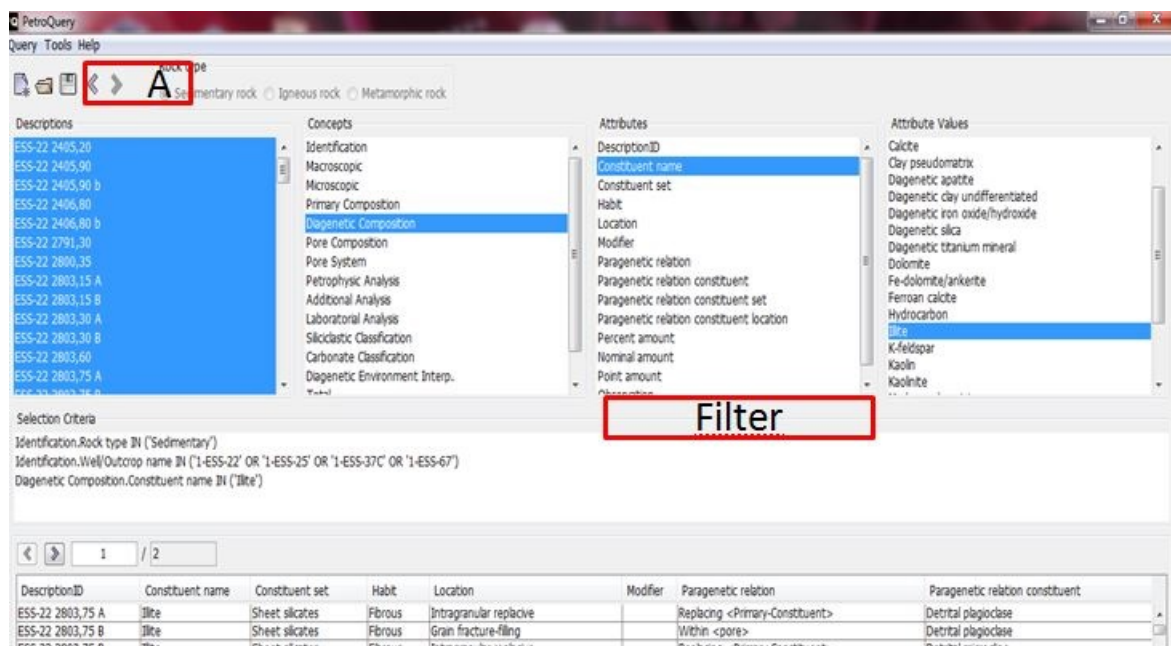 PetroQuery
Query Tools Help
A
Rock type
Sedimentary rock Igneous rock Metamorphic rock
Descriptions
ESS-22 2405,20
ESS-22 2405,90
ESS-22 2405,90 b
ESS-22 2406,80
ESS-22 2406,80 b
ESS-22 2791,30
ESS-22 2800,35
ESS-22 2803,15 A
ESS-22 2803,15 B
ESS-22 2803,30 A
ESS-22 2803,30 B
ESS-22 2803,60
ESS-22 2803,75 A
ESS-22 2803,75 B
Concepts
Identification
Macroscopic
Microscopic
Primary Composition
Diagenetic Composition
Pore Composition
Pore System
Petrophysic Analysis
Additional Analysis
Laboratorial Analysis
Siliciclastic Classification
Carbonate Classification
Diagenetic Environment Interp.
Total
Attributes
DescriptionID
Constituent name
Constituent set
Habit
Location
Modifier
Paragenetic relation
Paragenetic relation constituent
Paragenetic relation constituent set
Paragenetic relation constituent location
Percent amount
Nominal amount
Point amount
Observation
Attribute Values
Calcite
Clay pseudomatrix
Diagenetic apatite
Diagenetic clay undifferentiated
Diagenetic iron oxide/hydroxide
Diagenetic silica
Diagenetic titanium mineral
Dolomite
Fe-dolomite/ankerite
Ferroan calcite
Hydrocarbon
Illite
K-feldspar
Kaolin
Kaolinite
Filter
Selection Criteria
Identification.Rock type IN ('Sedimentary')
Identification.Well/Outcrop name IN ('1-ESS-22' OR '1-ESS-25' OR '1-ESS-37C' OR '1-ESS-67')
Diagenetic Composition.Constituent name IN ('Illite')
1 / 2
DescriptionID Constituent name Constituent set Habit Location Modifier Paragenetic relation Paragenetic relation constituent
ESS-22 2803,75 A Illite Sheet silicates Fibrous Intragranular replacive Replacing <Primary-Constituent> Detrital plagioclase
ESS-22 2803,75 B Illite Sheet silicates Fibrous Grain fracture-filling Within <pore> Detrital plagioclase